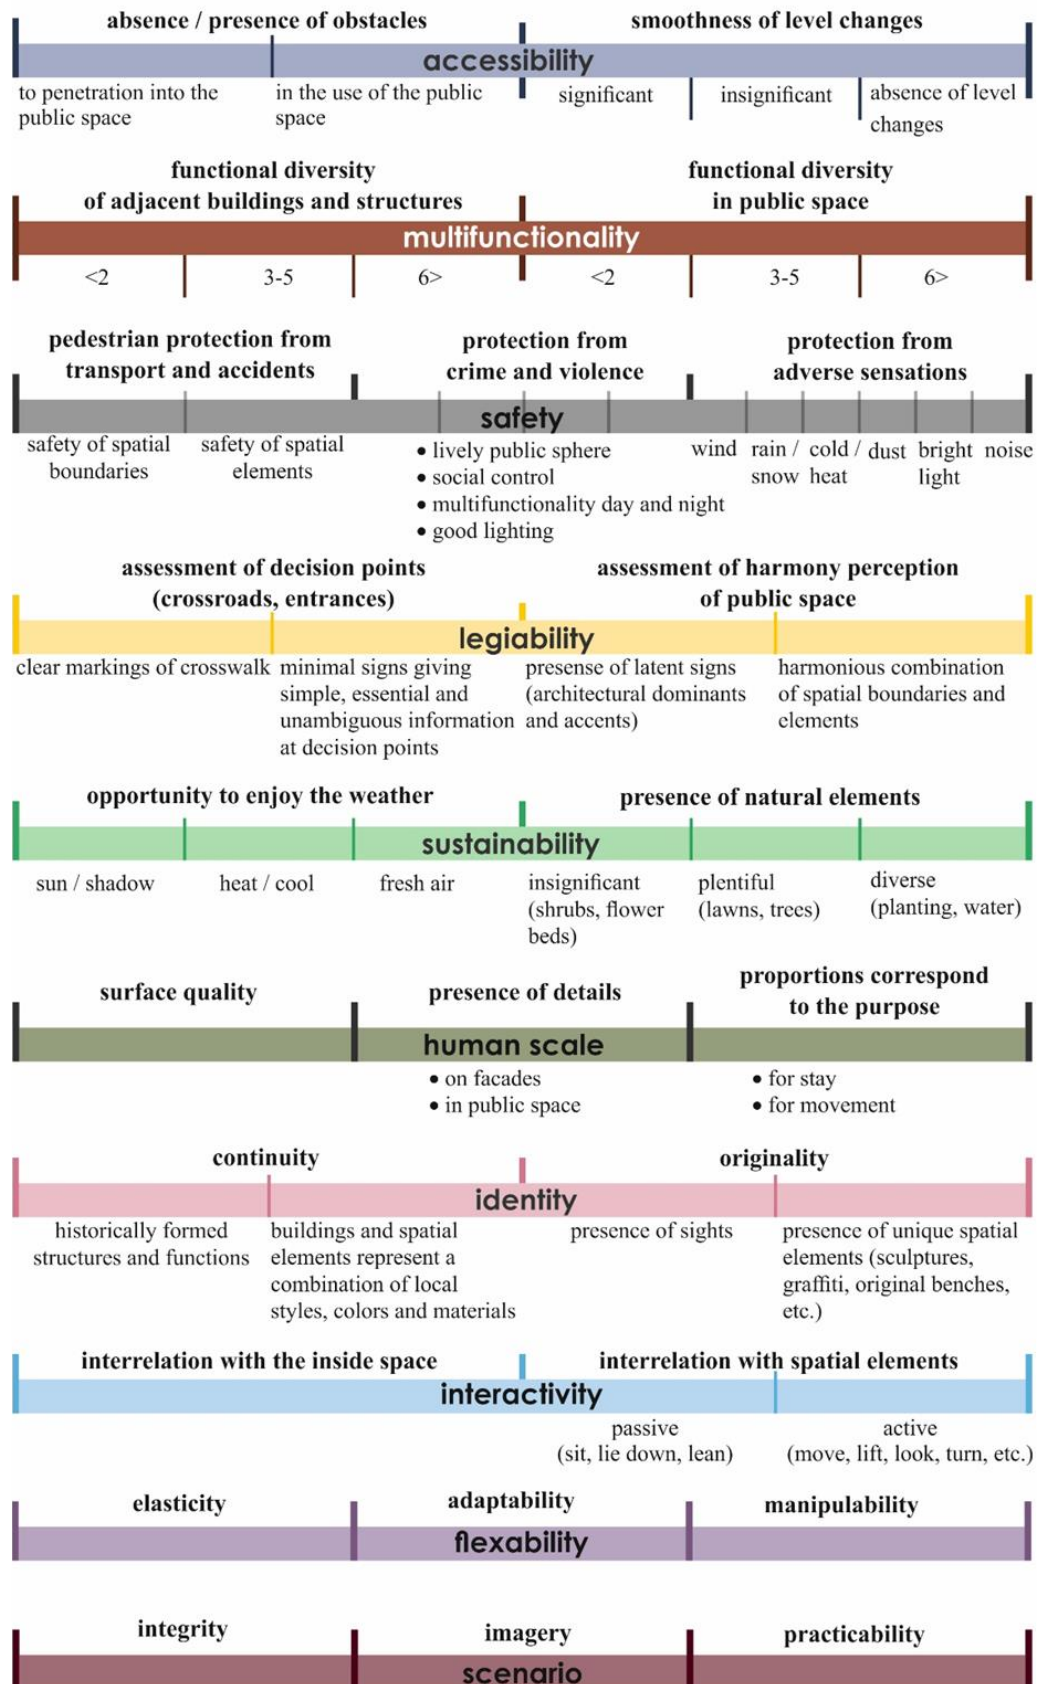 absence / presence of obstacles
smoothness of level changes
accessibility
to penetration into the
public space
in the use of the public
space
significant
insignificant
absence of level
changes
functional diversity
of adjacent buildings and structures
functional diversity
in public space
multifunctionality
<2
3-5
6>
<2
3-5
6>
pedestrian protection from
transport and accidents
protection from
crime and violence
protection from
adverse sensations
safety
safety of spatial
boundaries
safety of spatial
elements
• lively public sphere
• social control
• multifunctionality day and night
• good lighting
wind
rain /
snow
cold /
heat
dust
bright
light
noise
assessment of decision points
(crossroads, entrances)
assessment of harmony perception
of public space
legiability
clear markings of crosswalk
minimal signs giving
simple, essential and
unambiguous information
at decision points
presense of latent signs
(architectural dominants
and accents)
harmonious combination
of spatial boundaries and
elements
opportunity to enjoy the weather
presence of natural elements
sustainability
sun / shadow
heat / cool
fresh air
insignificant
(shrubs, flower
beds)
plentiful
(lawns, trees)
diverse
(planting, water)
surface quality
presence of details
proportions correspond
to the purpose
human scale
• on facades
• in public space
• for stay
• for movement
continuity
originality
identity
historically formed
structures and functions
buildings and spatial
elements represent a
combination of local
styles, colors and materials
presence of sights
presence of unique spatial
elements (sculptures,
graffiti, original benches,
etc.)
interrelation with the inside space
interrelation with spatial elements
interactivity
passive
(sit, lie down, lean)
active
(move, lift, look, turn, etc.)
elasticity
adaptability
manipulability
flexability
integrity
imagery
practicability
scenario